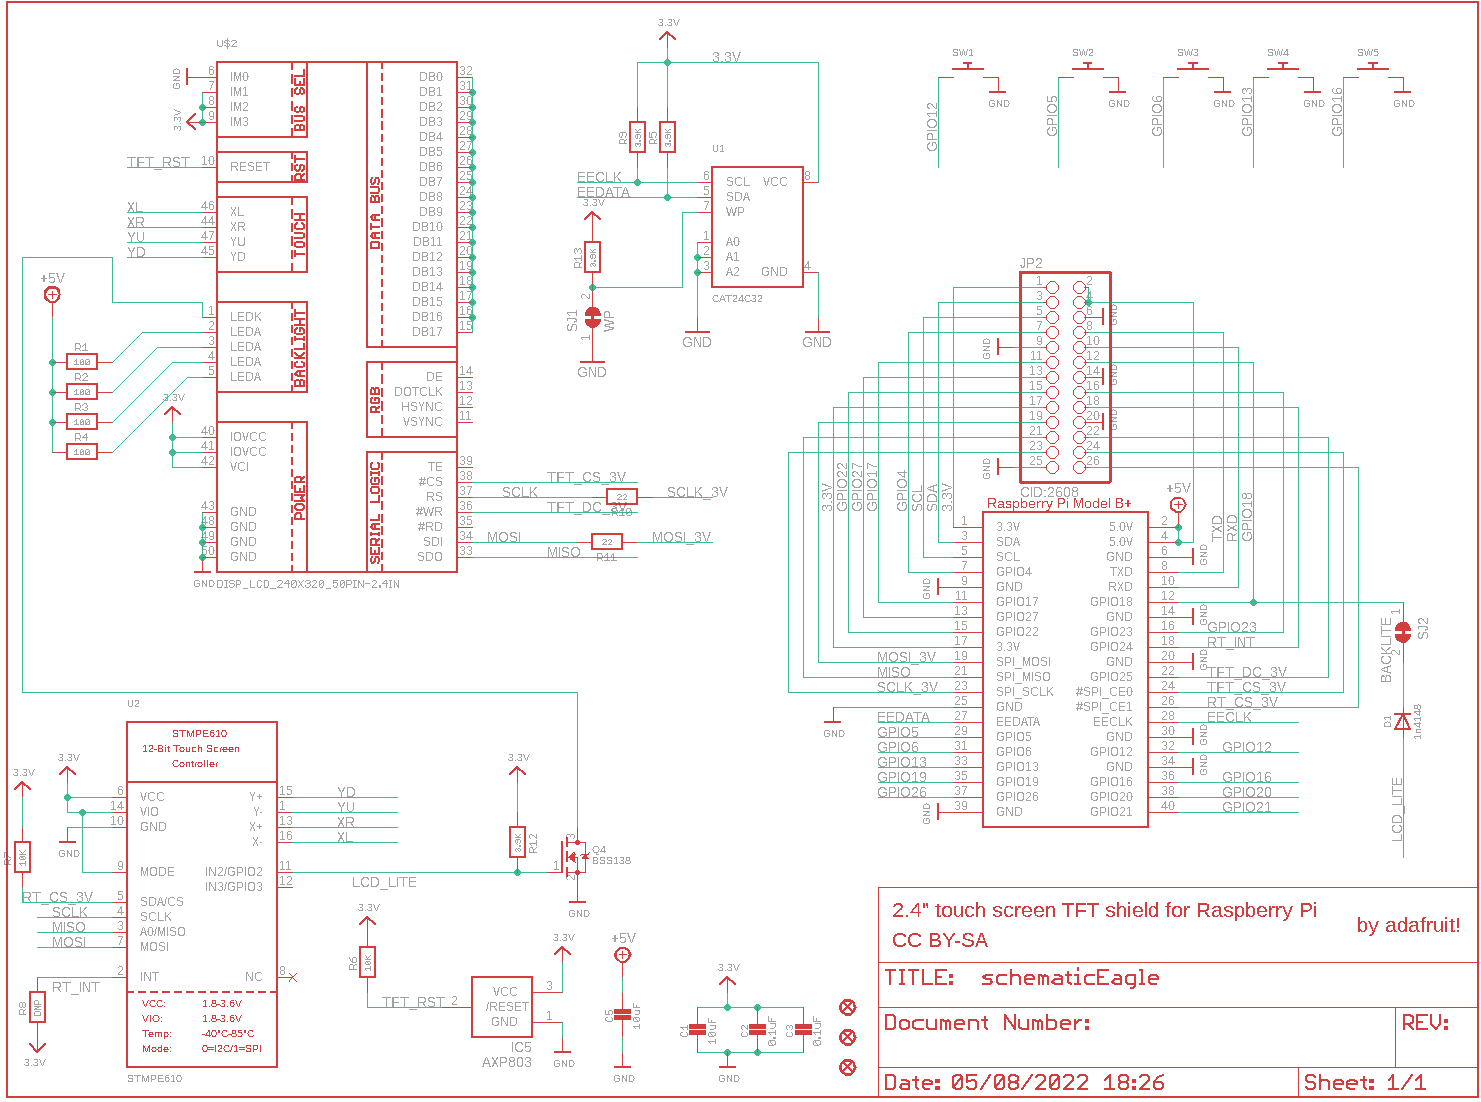 U$2
GND
3.3V
6 IM0
7 IM1
8 IM2
9 IM3
BUS SEL
TFT_RST 10 RESET
RST
XL 46 XL
XR 44 XR
YU 47 YU
YD 45 YD
TOUCH
+5V
1 LEDK
2 LEDA
3 LEDA
4 LEDA
5 LEDA
BACKLIGHT
R1
100
R2
100
R3
100
R4
100
3.3V
40 IOVCC
41 IOVCC
42 VCI
43 GND
48 GND
49 GND
50 GND
POWER
GND
DISP_LCD_240X320_50PIN-2.4IN
DATA BUS
DB0 32
DB1 31
DB2 30
DB3 29
DB4 28
DB5 27
DB6 26
DB7 25
DB8 24
DB9 23
DB10 22
DB11 21
DB12 20
DB13 19
DB14 18
DB15 17
DB16 16
DB17 15
RGB
DE 14
DOTCLK 13
HSYNC 12
VSYNC 11
SERIAL LOGIC
TE 39
#CS 38 TFT_CS_3V
RS 37 SCLK 22 SCLK_3V
R10
#WR 36 TFT_DC_3V
#RD 35
SDI 34 MOSI 22 MOSI_3V
R11
SDO 33 MISO
3.3V
3.3V
R9
3.9K
R5
3.9K
U1
EECLK 6 SCL VCC 8
EEDATA 5 SDA
7 WP
1 A0
2 A1
3 A2 GND 4
CAT24C32
3.3V
R13
3.9K
SJ1
2
1
WP
GND
GND
GND
SW1
GPIO12
GND
SW2
GPIO5
GND
SW3
GPIO6
GND
SW4
GPIO13
GND
SW5
GPIO16
GND
JP2
1 2
3 4
5 6
7 8
9 10
11 12
13 14
15 16
17 18
19 20
21 22
23 24
25 26
GND
GND
GND
GND
GND
CID:2608
Raspberry Pi Model B+
3.3V
GPIO22
GPIO27
GPIO17
GPIO4
SCL
SDA
3.3V
+5V
TXD
RXD
GPIO18
1 3.3V 5.0V 2
3 SDA 5.0V 4
5 SCL GND 6 GND
7 GPIO4 TXD 8
GND 9 GND RXD 10
11 GPIO17 GPIO18 12
13 GPIO27 GND 14 GND
15 GPIO22 GPIO23 16 GPIO23
17 3.3V GPIO24 18 RT_INT
MOSI_3V 19 SPI_MOSI GND 20 GND
MISO 21 SPI_MISO GPIO25 22 TFT_DC_3V
SCLK_3V 23 SPI_SCLK #SPI_CE0 24 TFT_CS_3V
25 GND #SPI_CE1 26 RT_CS_3V
GND
EEDATA 27 EEDATA EECLK 28 EECLK
GPIO5 29 GPIO5 GND 30 GND
GPIO6 31 GPIO6 GPIO12 32 GPIO12
GPIO13 33 GPIO13 GND 34 GND
GPIO19 35 GPIO19 GPIO16 36 GPIO16
GPIO26 37 GPIO26 GPIO20 38 GPIO20
GND 39 GND GPIO21 40 GPIO21
BACKLITE
1
2
SJ2
D1
1n4148
LCD_LITE
U2
STMPE610
12-Bit Touch Screen
Controller
3.3V
3.3V
R7
10K
GND
6 VCC Y+ 15 YD
14 VIO Y- 1 YU
10 GND X+ 13 XR
X- 16 XL
9 MODE IN2/GPIO2 11
IN3/GPIO3 12
RT_CS_3V 5 SDA/CS
SCLK 4 SCLK
MISO 3 A0/MISO
MOSI 7 MOSI
RT_INT 2 INT NC 8
R8
DNP
3.3V
VCC: 1.8-3.6V
VIO: 1.8-3.6V
Temp: -40°C-85°C
Mode: 0=I2C/1=SPI
STMPE610
LCD_LITE
3.3V
R12
3.9K
1
3
2
Q4
BSS138
GND
3.3V
R6
10K
TFT_RST 2
VCC 3
/RESET
GND 1
IC5
AXP803
3.3V
GND
+5V
C5
10uF
GND
3.3V
C1
10uF
C2
0.1uF
C3
0.1uF
GND
2.4" touch screen TFT shield for Raspberry Pi
by adafruit!
CC BY-SA
TITLE: schematicEagle
Document Number:
REV:
Date: 05/08/2022 18:26
Sheet: 1/1